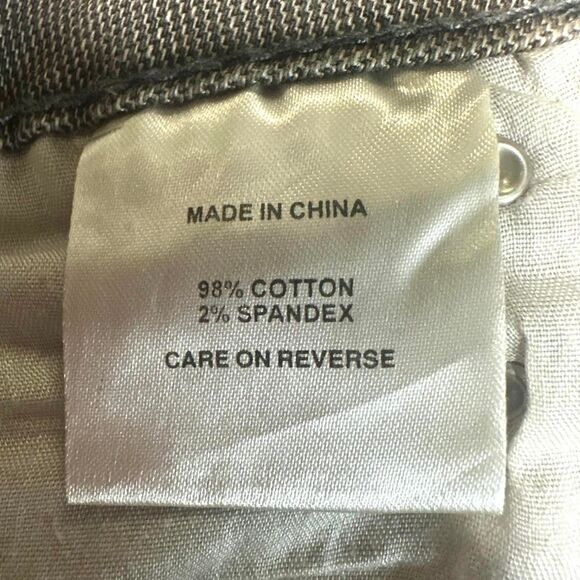 MADE IN CHINA
98% COTTON
2% SPANDEX
CARE ON REVERSE